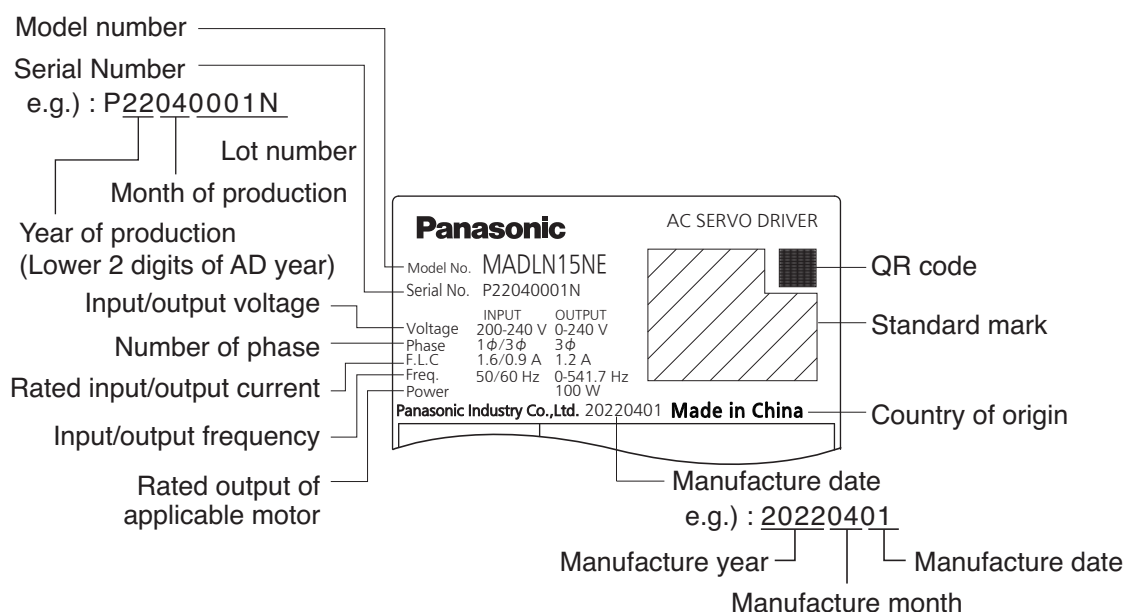 Model number
Serial Number
e.g.) : P22040001N
Lot number
Month of production
Year of production
(Lower 2 digits of AD year)
Input/output voltage
Number of phase
Rated input/output current
Input/output frequency
Rated output of
applicable motor
Panasonic AC SERVO DRIVER
Model No. MADLN15NE
Serial No. P22040001N
INPUT OUTPUT
Voltage 200-240 V 0-240 V
Phase 1ϕ/3ϕ 3ϕ
F.L.C 1.6/0.9 A 1.2 A
Freq. 50/60 Hz 0-541.7 Hz
Power 100 W
Panasonic Industry Co.,Ltd. 20220401 Made in China
QR code
Standard mark
Country of origin
Manufacture date
e.g.) : 20220401
Manufacture year Manufacture date
Manufacture month